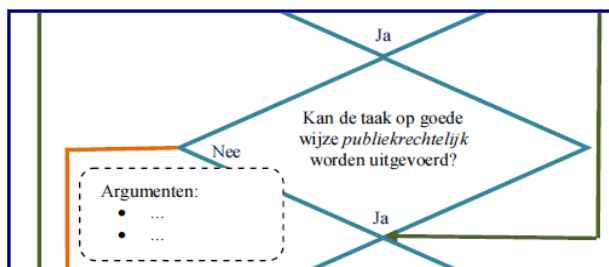 Ja
Kan de taak op goede
wijze publiekrechtelijk
worden uitgevoerd?
Nee
Argumenten:
• ...
• ...
Ja